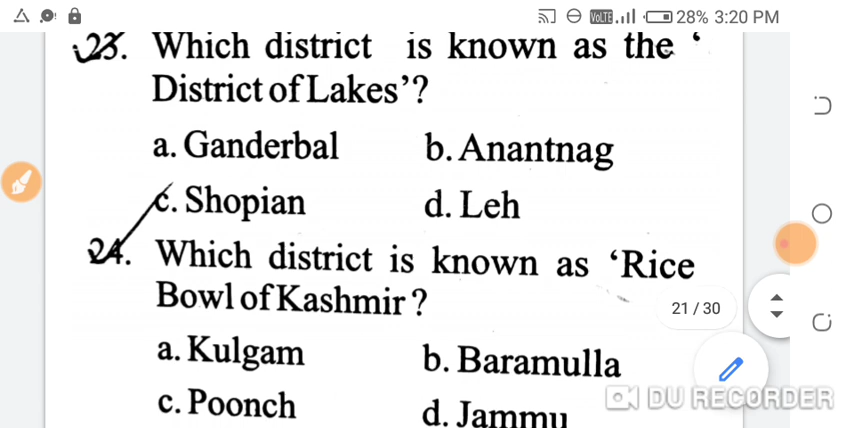 VoLTE 28% 3:20 PM
23. Which district is known as the ‘
District of Lakes’?
a. Ganderbal b. Anantnag
c. Shopian d. Leh
24. Which district is known as ‘Rice
Bowl of Kashmir?
21 / 30
a. Kulgam b. Baramulla
DU RECORDER
c. Poonch d. Jammu